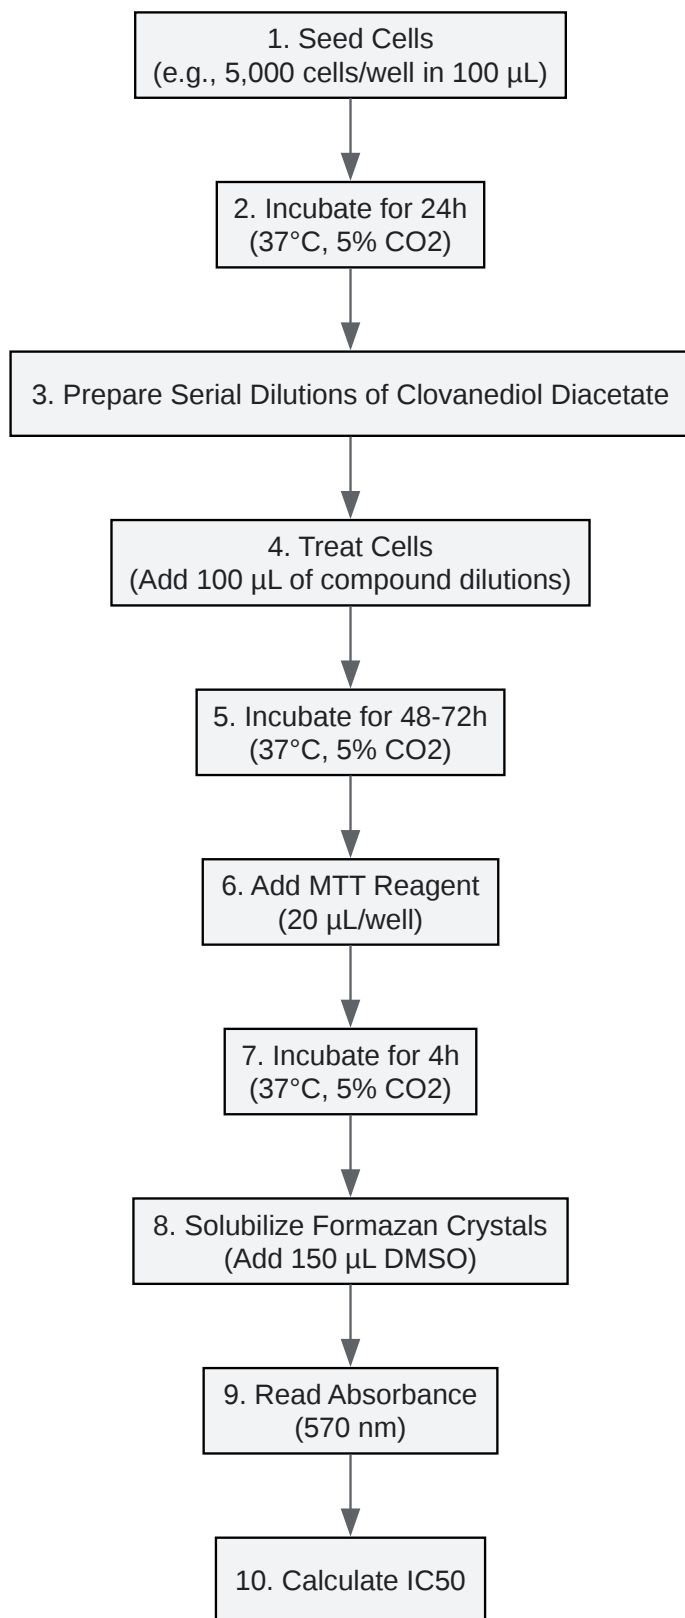 1. Seed Cells
(e.g., 5,000 cells/well in 100 µL)
2. Incubate for 24h
(37°C, 5% CO2)
3. Prepare Serial Dilutions of Clovanediol Diacetate
4. Treat Cells
(Add 100 µL of compound dilutions)
5. Incubate for 48-72h
(37°C, 5% CO2)
6. Add MTT Reagent
(20 µL/well)
7. Incubate for 4h
(37°C, 5% CO2)
8. Solubilize Formazan Crystals
(Add 150 µL DMSO)
9. Read Absorbance
(570 nm)
10. Calculate IC50